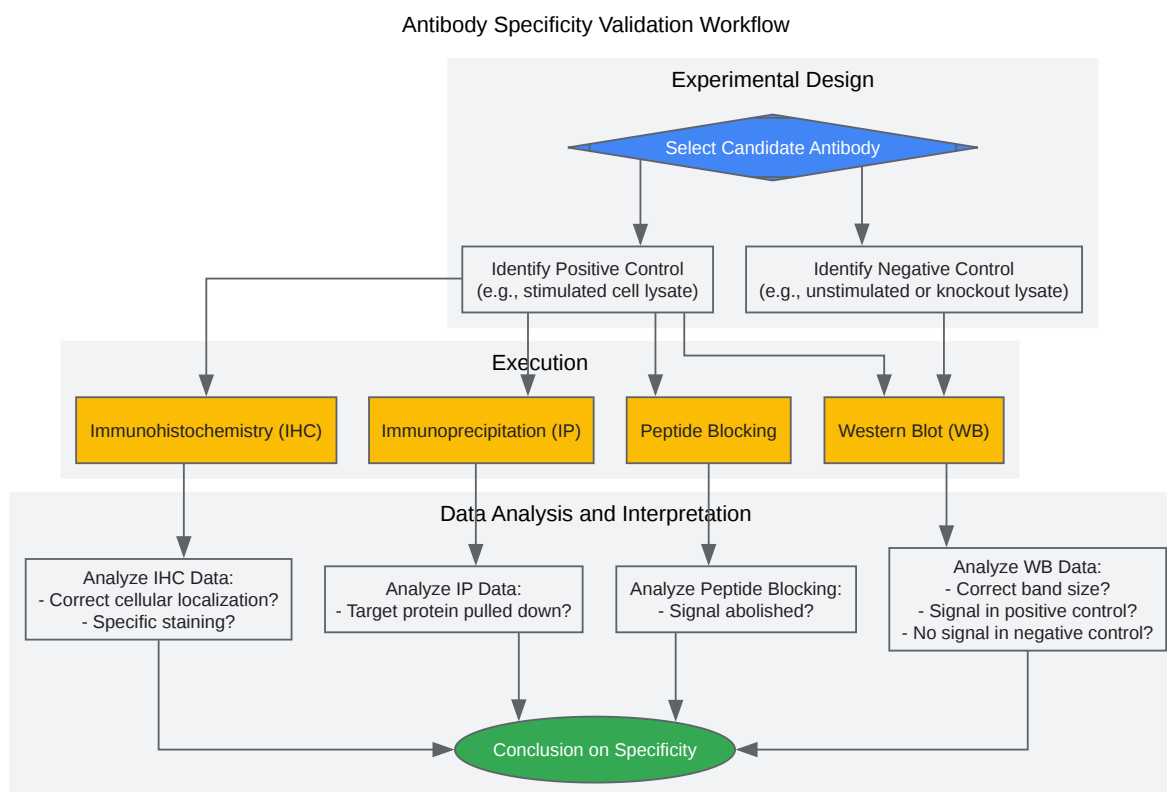 Antibody Specificity Validation Workflow
Experimental Design
Select Candidate Antibody
Identify Positive Control
(e.g., stimulated cell lysate)
Identify Negative Control
(e.g., unstimulated or knockout lysate)
Execution
Immunohistochemistry (IHC)
Immunoprecipitation (IP)
Peptide Blocking
Western Blot (WB)
Data Analysis and Interpretation
Analyze IHC Data:
- Correct cellular localization?
- Specific staining?
Analyze IP Data:
- Target protein pulled down?
Analyze Peptide Blocking:
- Signal abolished?
Analyze WB Data:
- Correct band size?
- Signal in positive control?
- No signal in negative control?
Conclusion on Specificity